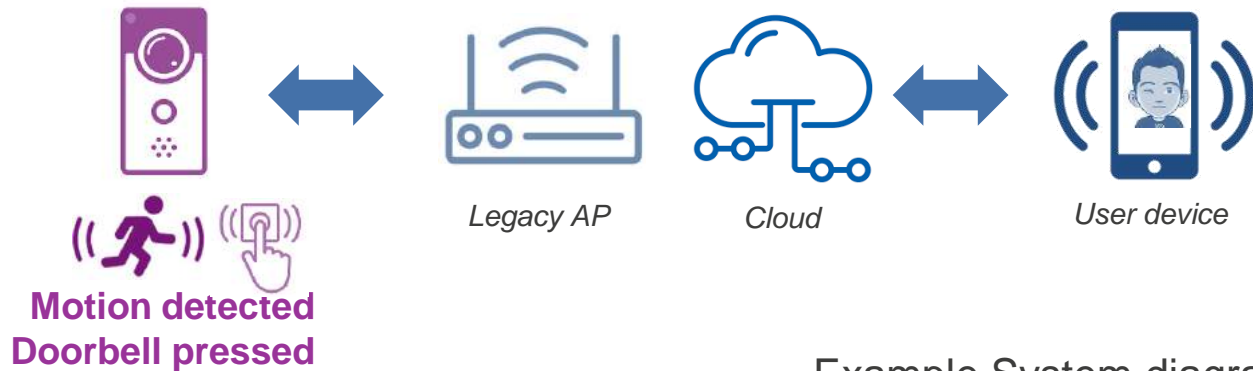 Legacy AP
Cloud
User device
Motion detected
Doorbell pressed
Example System